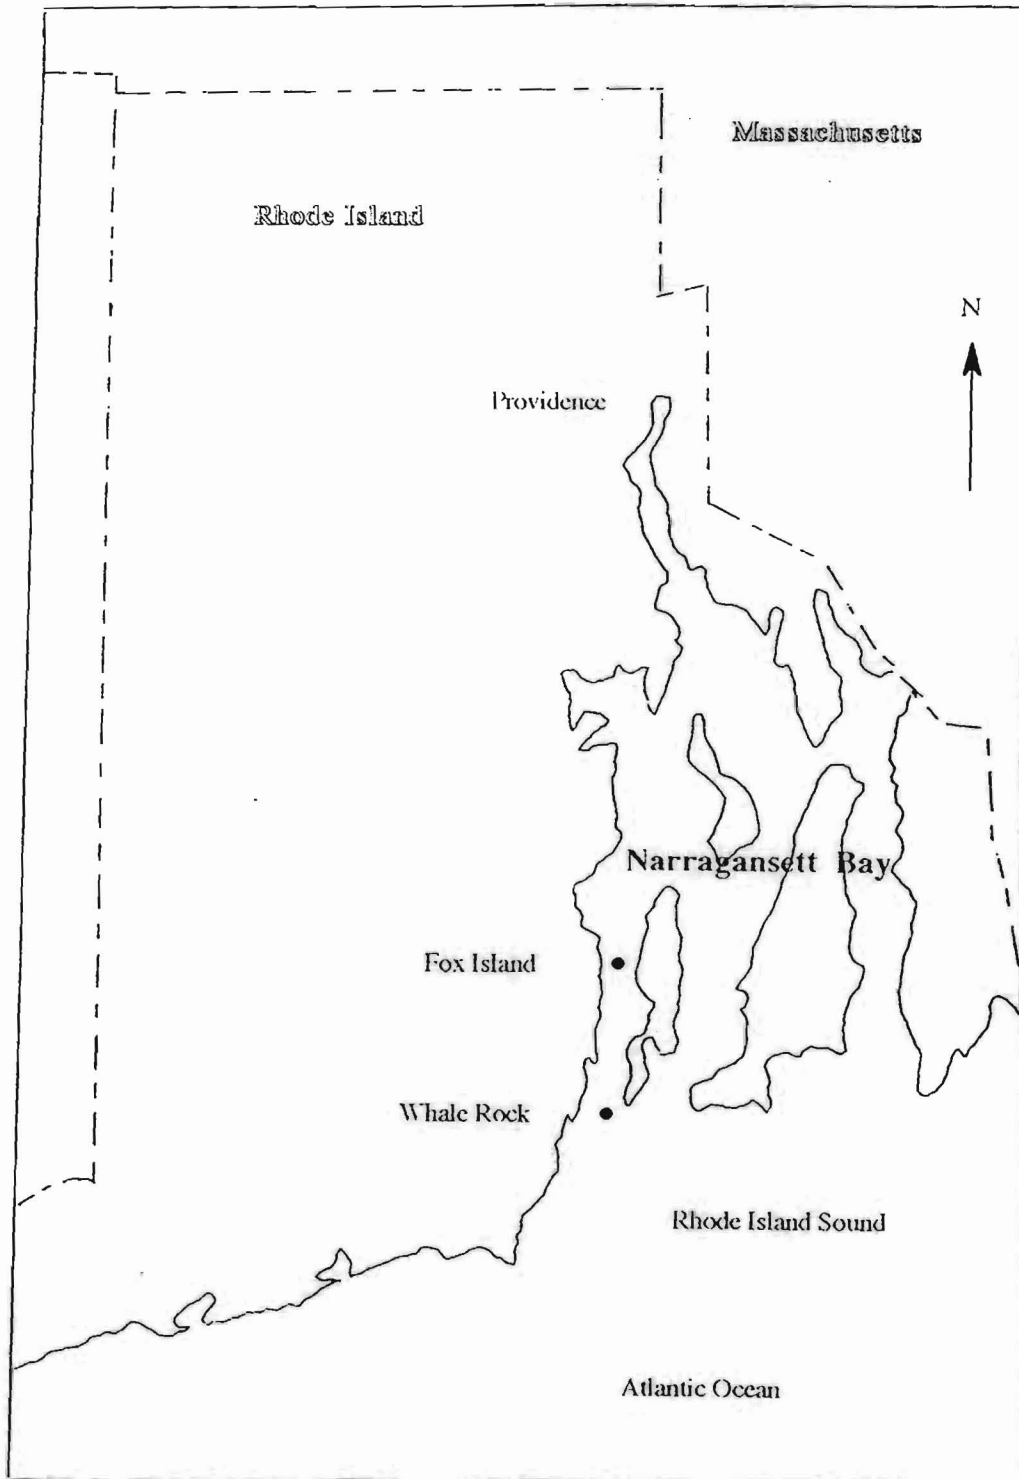 Massachusetts
Rhode Island
N
Providence
Narragansett Bay
Fox Island
Whale Rock
Rhode Island Sound
Atlantic Ocean